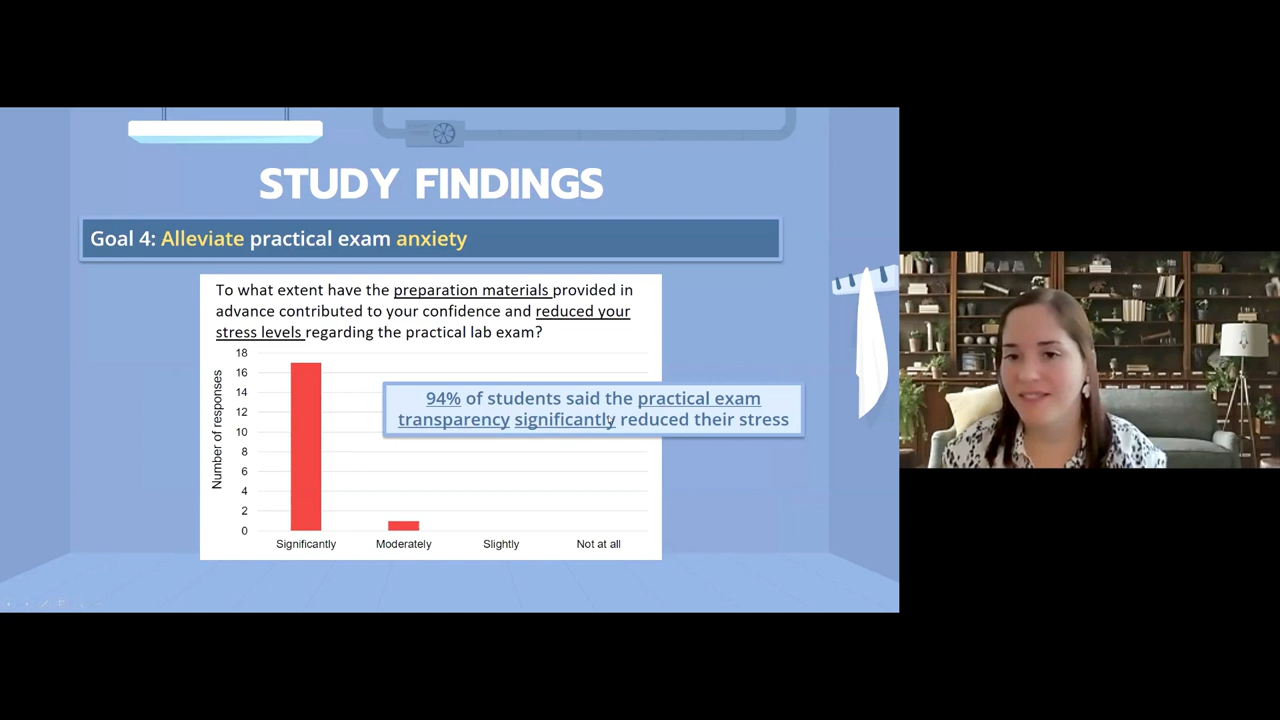 STUDY FINDINGS
Goal 4: Alleviate practical exam anxiety
To what extent have the preparation materials provided in
advance contributed to your confidence and reduced your
stress levels regarding the practical lab exam?
94% of students said the practical exam
transparency significantly reduced their stress
Number of responses
18
16
14
12
10
8
6
4
2
0
Significantly
Moderately
Slightly
Not at all